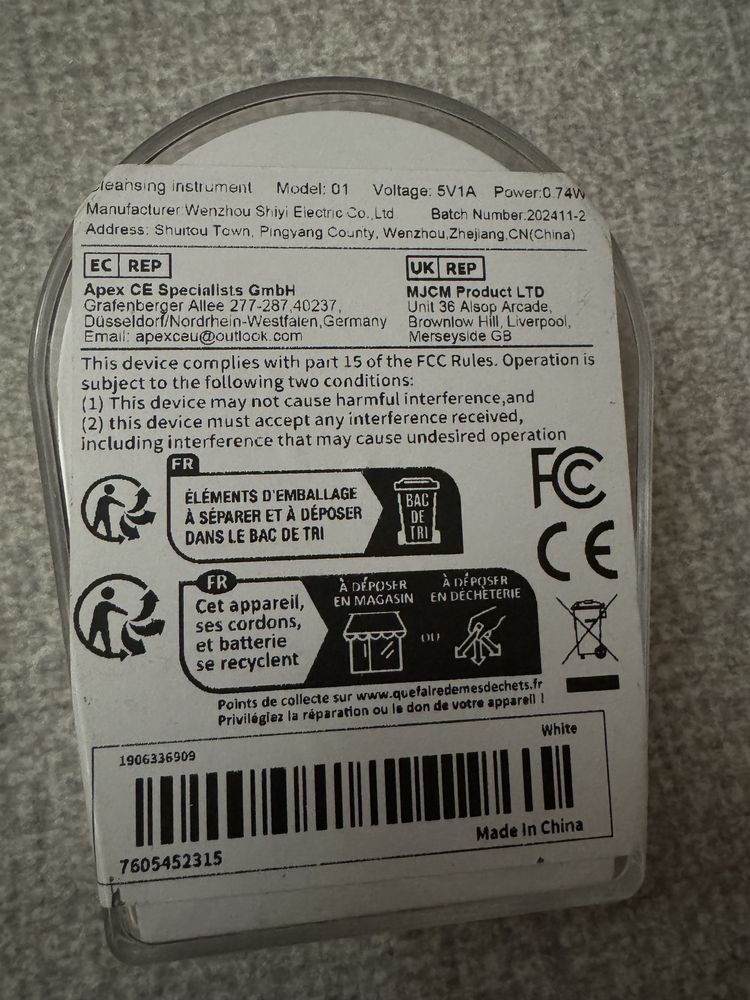 Cleansing Instrument Model: 01 Voltage: 5V1A Power:0.74W
Manufacturer:Wenzhou Shiyi Electric Co.,Ltd Batch Number:202411-2
Address: Shuitou Town, Pingyang County, Wenzhou,Zhejiang,CN(China)
EC REP
Apex CE Specialists GmbH
Grafenberger Allee 277-287,40237,
Düsseldorf/Nordrhein-Westfalen,Germany
Email: apexceu@outlook.com
UK REP
MJCM Product LTD
Unit 36 Alsop Arcade,
Brownlow Hill, Liverpool,
Merseyside GB
This device complies with part 15 of the FCC Rules. Operation is
subject to the following two conditions:
(1) This device may not cause harmful interference,and
(2) this device must accept any interference received,
including interference that may cause undesired operation
FR
ÉLÉMENTS D'EMBALLAGE
À SÉPARER ET À DÉPOSER
DANS LE BAC DE TRI
BAC
DE
TRI
FC
CE
FR
Cet appareil,
ses cordons,
et batterie
se recyclent
À DÉPOSER
EN MAGASIN
OU
À DÉPOSER
EN DÉCHÈTERIE
Points de collecte sur www.quefairedemesdechets.fr
Privilégiez la réparation ou le don de votre appareil !
1906336909
White
7605452315
Made In China